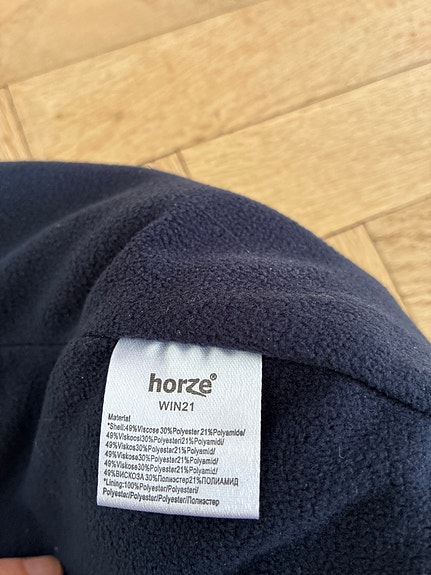 horze®
WIN21
Material
*Shell:49%Viscose 30%Polyester 21%Polyamide/
49%Viskoosi30%Polyesteri21%Polyamidi/
49%Viskos30%Polyester21%Polyamid/
49%Viskose30%Polyester21%Polyamid/
49%Viskose30%Polyester21%Polyamid/
49%ВИСКОЗА 30%Полиэстер21%ПОЛИАМИД
*Lining:100%Polyester/Polyesteri/
Polyester/Polyester/Polyester/Полиэстер